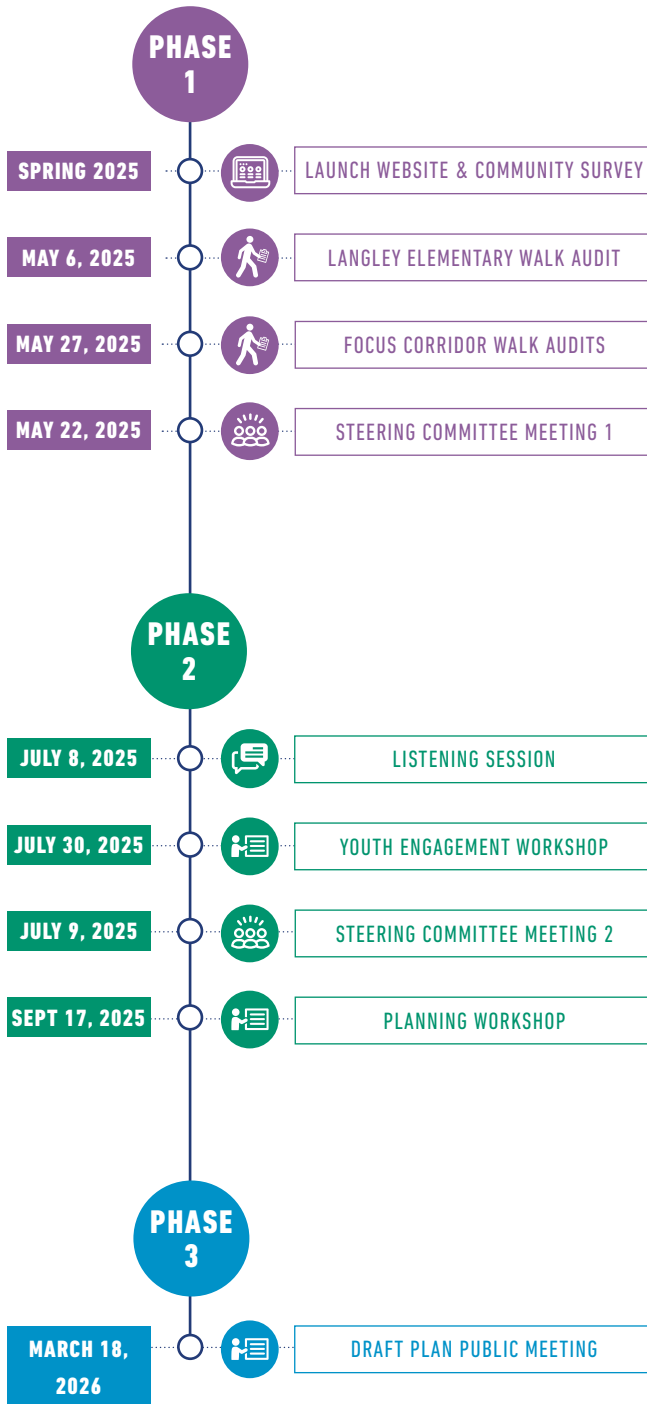 PHASE
1
SPRING 2025
LAUNCH WEBSITE & COMMUNITY SURVEY
MAY 6, 2025
LANGLEY ELEMENTARY WALK AUDIT
MAY 27, 2025
FOCUS CORRIDOR WALK AUDITS
MAY 22, 2025
STEERING COMMITTEE MEETING 1
PHASE
2
JULY 8, 2025
LISTENING SESSION
JULY 30, 2025
YOUTH ENGAGEMENT WORKSHOP
JULY 9, 2025
STEERING COMMITTEE MEETING 2
SEPT 17, 2025
PLANNING WORKSHOP
PHASE
3
MARCH 18,
2026
DRAFT PLAN PUBLIC MEETING